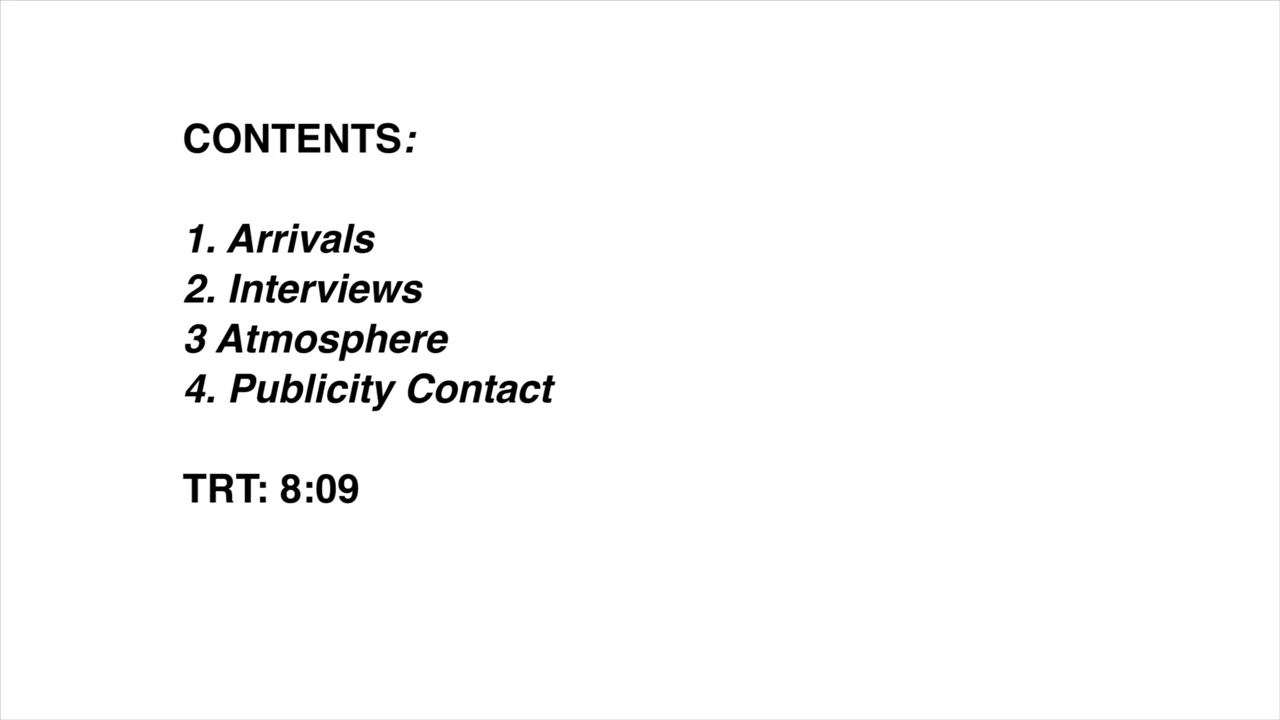 CONTENTS:
1. Arrivals
2. Interviews
3 Atmosphere
4. Publicity Contact
TRT: 8:09